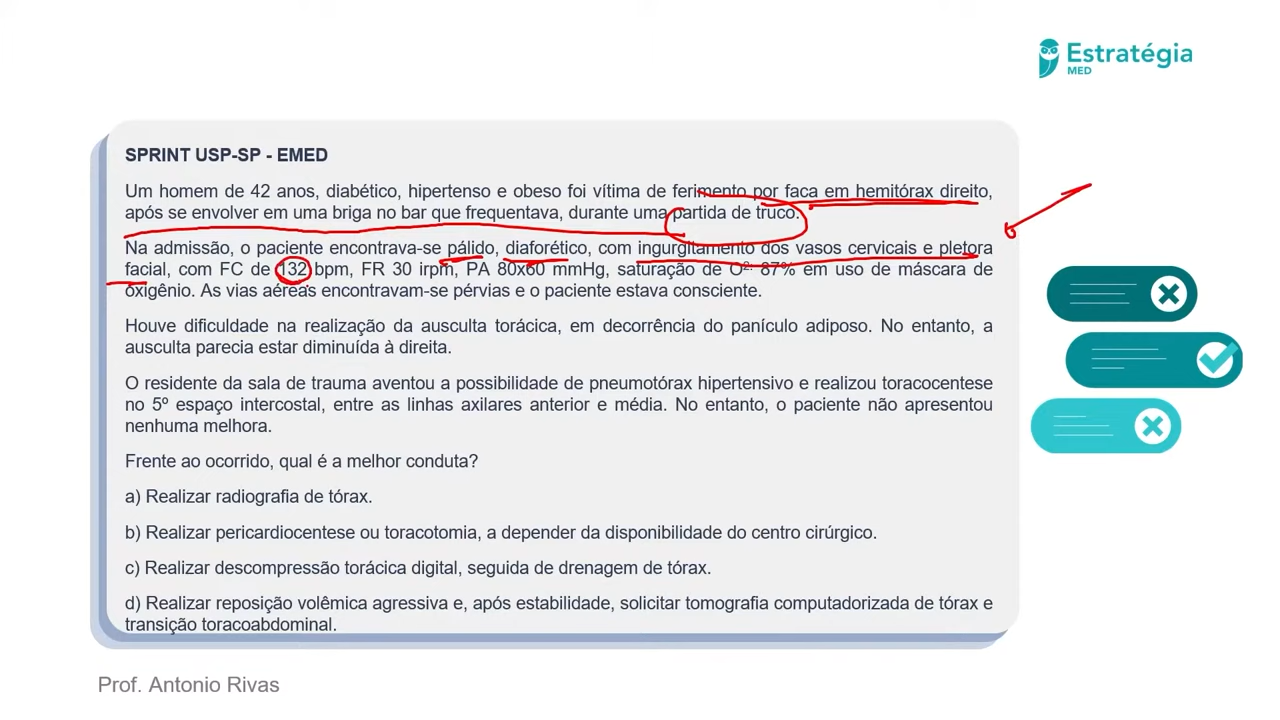 Estratégia
MED
SPRINT USP-SP - EMED
Um homem de 42 anos, diabético, hipertenso e obeso foi vítima de ferimento por faca em hemitórax direito,
após se envolver em uma briga no bar que frequentava, durante uma partida de truco.
Na admissão, o paciente encontrava-se pálido, diaforético, com ingurgitamento dos vasos cervicais e pletora
facial, com FC de 132 bpm, FR 30 irpm, PA 80x60 mmHg, saturação de O²: 87% em uso de máscara de
oxigênio. As vias aéreas encontravam-se pérvias e o paciente estava consciente.
Houve dificuldade na realização da ausculta torácica, em decorrência do panículo adiposo. No entanto, a
ausculta parecia estar diminuída à direita.
O residente da sala de trauma aventou a possibilidade de pneumotórax hipertensivo e realizou toracocentese
no 5º espaço intercostal, entre as linhas axilares anterior e média. No entanto, o paciente não apresentou
nenhuma melhora.
Frente ao ocorrido, qual é a melhor conduta?
a) Realizar radiografia de tórax.
b) Realizar pericardiocentese ou toracotomia, a depender da disponibilidade do centro cirúrgico.
c) Realizar descompressão torácica digital, seguida de drenagem de tórax.
d) Realizar reposição volêmica agressiva e, após estabilidade, solicitar tomografia computadorizada de tórax e
transição toracoabdominal.
Prof. Antonio Rivas